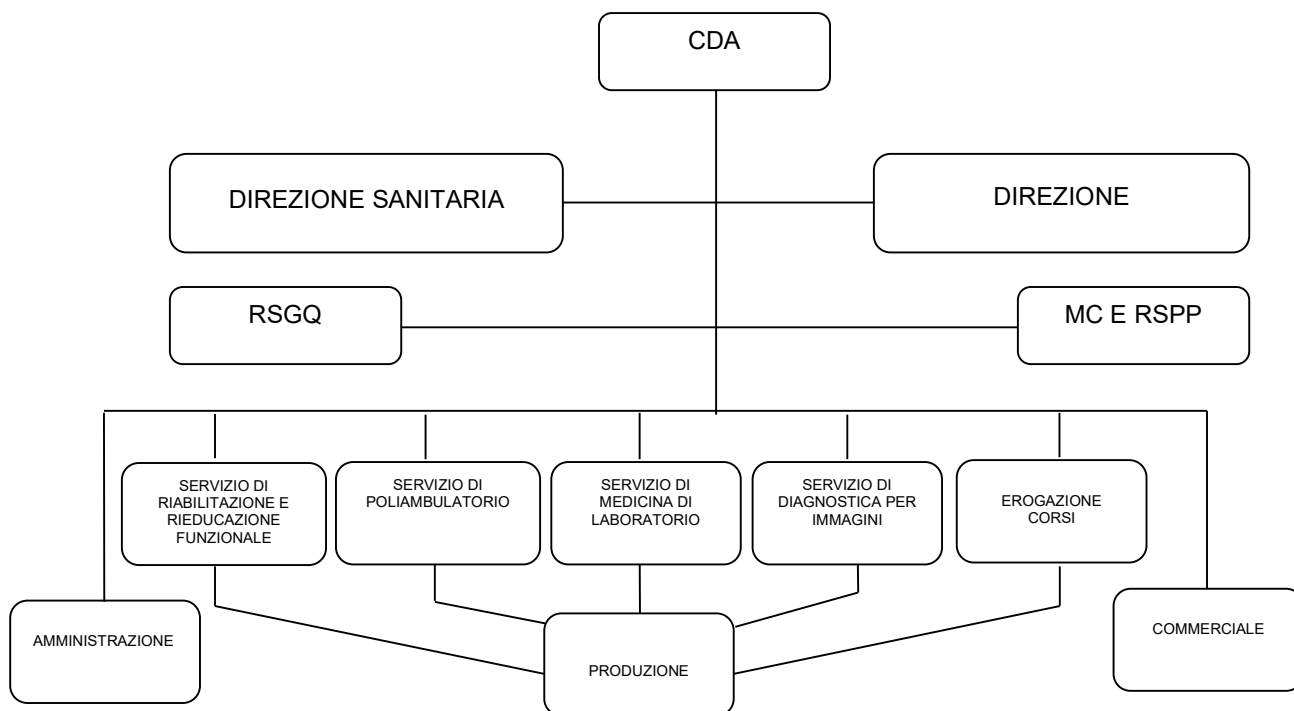 CDA
DIREZIONE SANITARIA
DIREZIONE
RSGQ
MC E RSPP
SERVIZIO DI
RIABILITAZIONE E
RIEDUCAZIONE
FUNZIONALE
SERVIZIO DI
POLIAMBULATORIO
SERVIZIO DI
MEDICINA DI
LABORATORIO
SERVIZIO DI
DIAGNOSTICA PER
IMMAGINI
EROGAZIONE
CORSI
AMMINISTRAZIONE
PRODUZIONE
COMMERCIALE